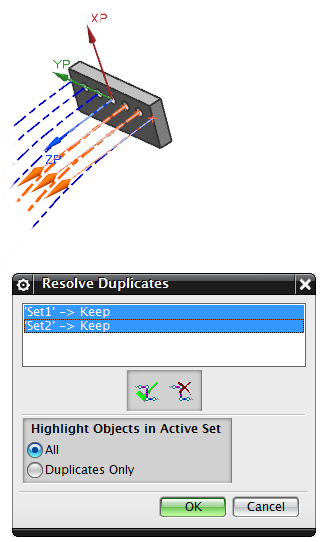 XP
YP
ZP
Resolve Duplicates
'Set1' -> Keep
'Set2' -> Keep
Highlight Objects in Active Set
All
Duplicates Only
OK Cancel